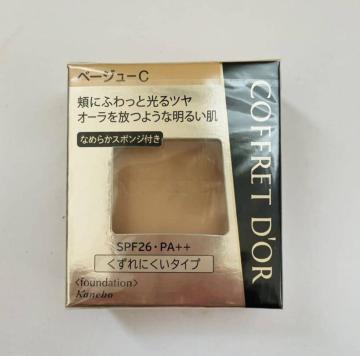 ベージューC
頬にふわっと光るツヤ
オーラを放つような明るい肌
なめらかスポンジ付き
SPF26・PA++
くずれにくいタイプ
<foundation>
Kanebo
COFFRET D'OR